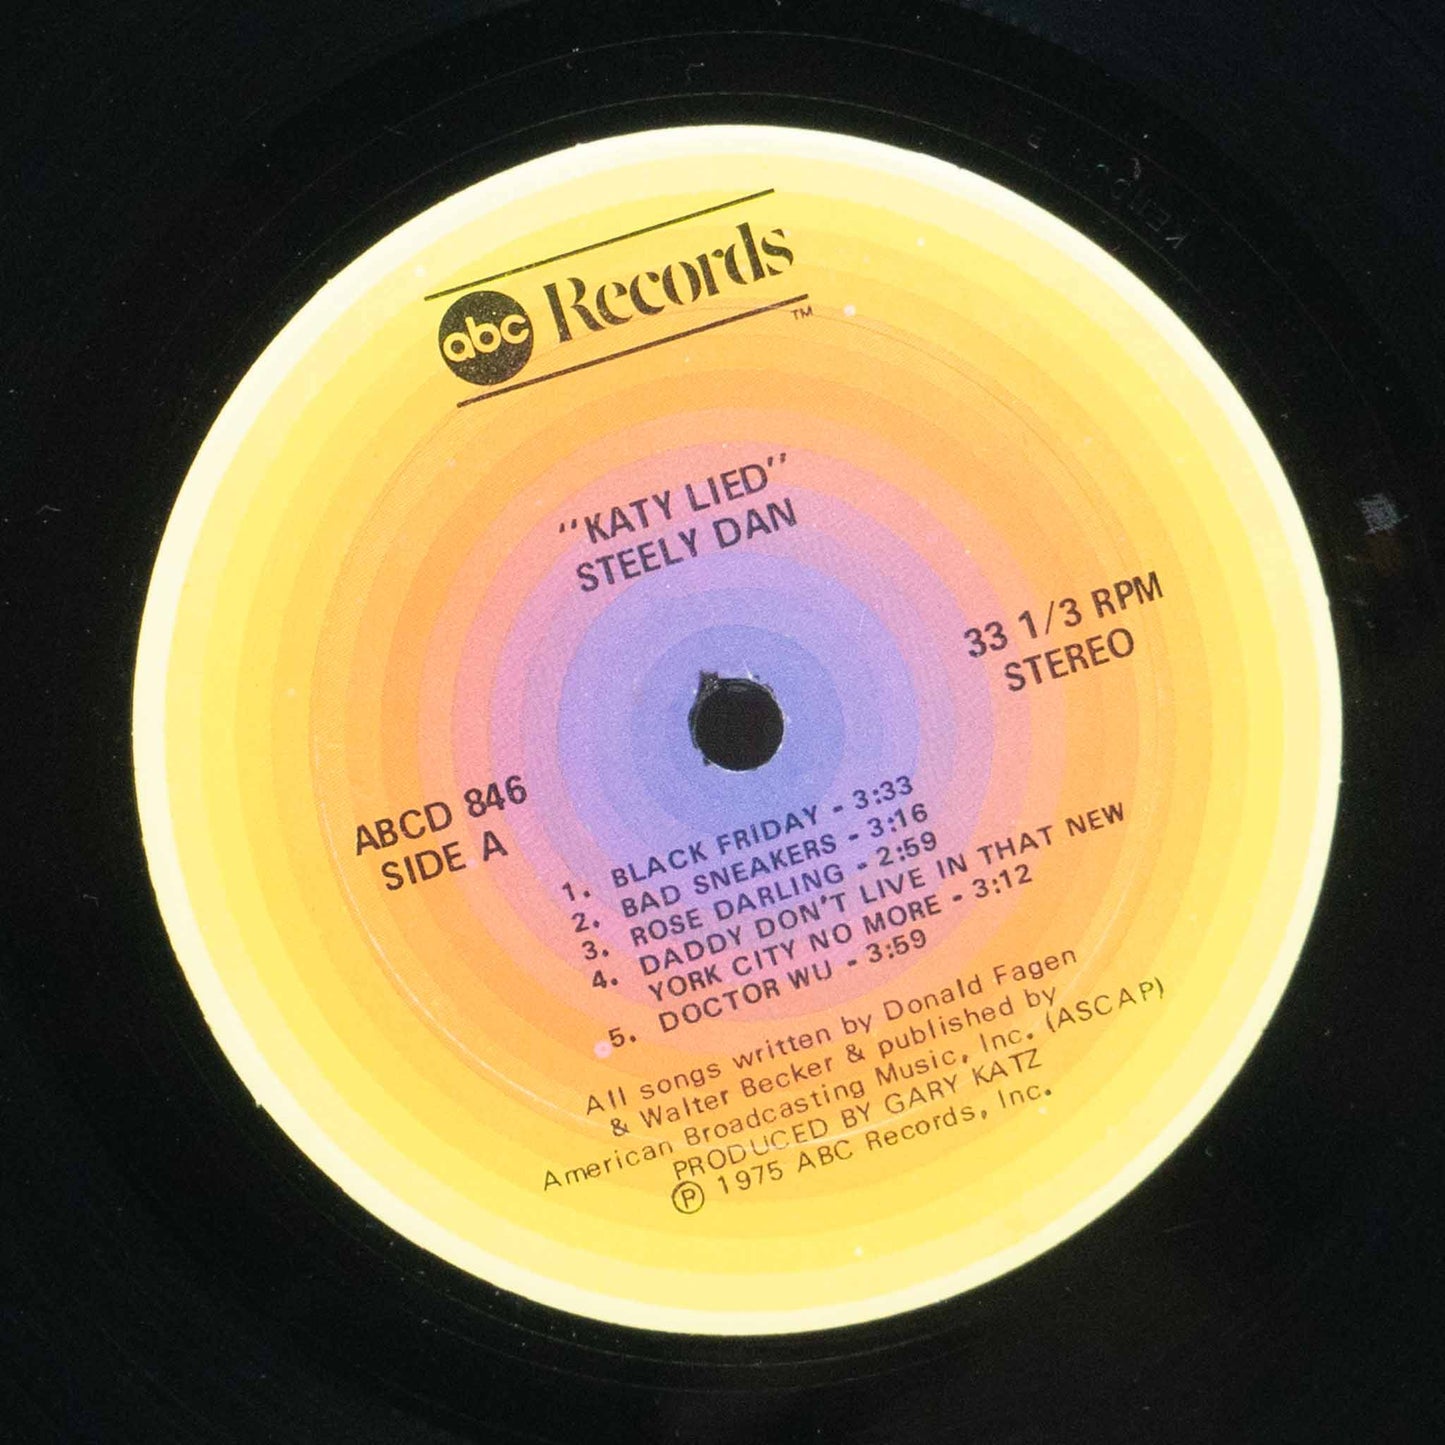 abc Records TM
"KATY LIED"
STEELY DAN
33 1/3 RPM
STEREO
ABCD 846
SIDE A
1. BLACK FRIDAY - 3:33
2. BAD SNEAKERS - 3:16
3. ROSE DARLING - 2:59
4. DADDY DON'T LIVE IN THAT NEW
YORK CITY NO MORE - 3:12
5. DOCTOR WU - 3:59
All songs written by Donald Fagen
& Walter Becker & published by
American Broadcasting Music, Inc. (ASCAP)
PRODUCED BY GARY KATZ
Ⓟ 1975 ABC Records, Inc.